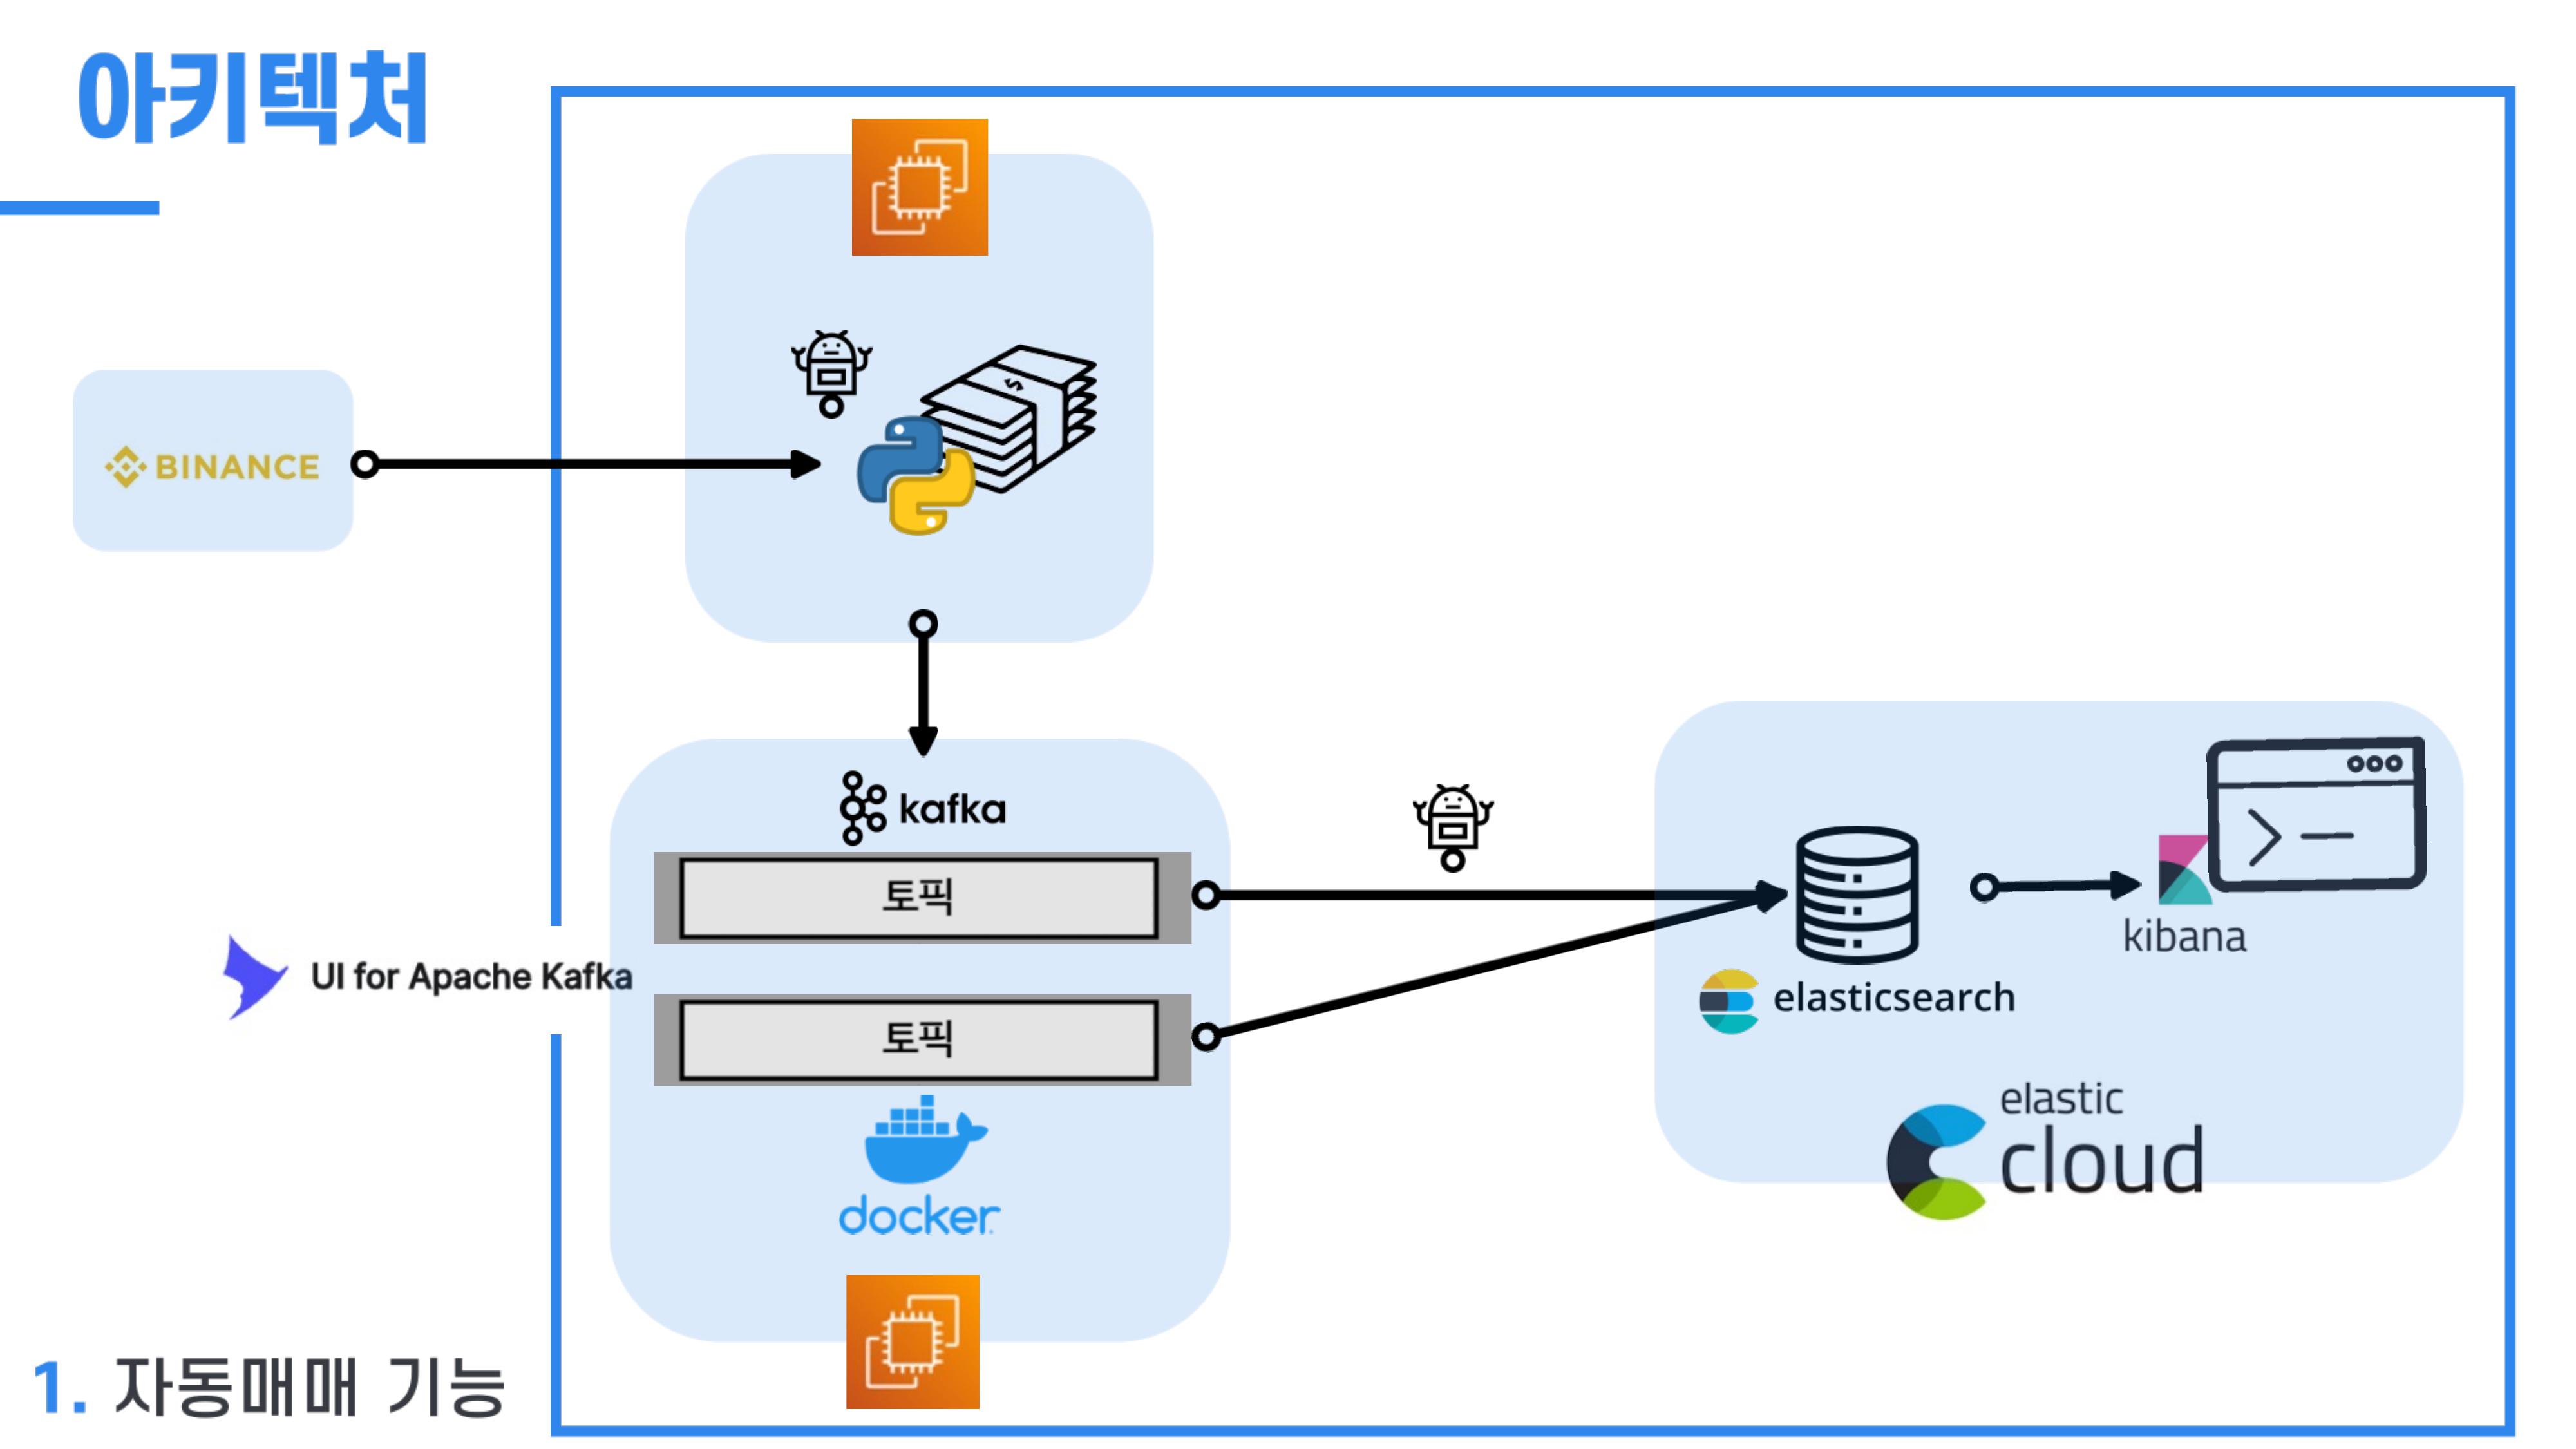 아키텍처
BINANCE
kafka
토픽
UI for Apache Kafka
토픽
docker
kibana
elasticsearch
elastic
cloud
1. 자동매매 기능